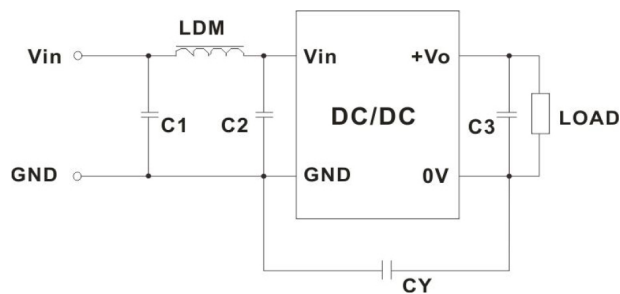 LDM
Vin
Vin
+Vo
C1
C2
DC/DC
C3
LOAD
GND
GND
0V
CY